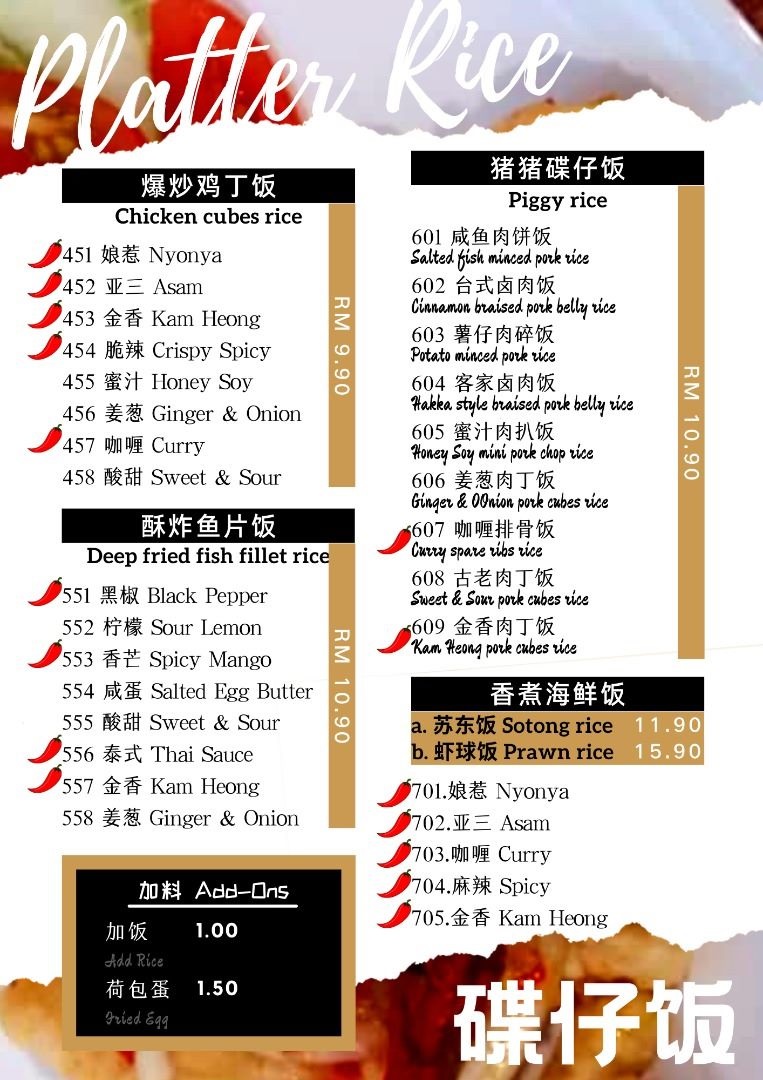 Platter Rice
爆炒鸡丁饭
Chicken cubes rice
451 娘惹 Nyonya
452 亚三 Asam
453 金香 Kam Heong
454 脆辣 Crispy Spicy
455 蜜汁 Honey Soy
456 姜葱 Ginger & Onion
457 咖喱 Curry
458 酸甜 Sweet & Sour
RM 9.90
酥炸鱼片饭
Deep fried fish fillet rice
551 黑椒 Black Pepper
552 柠檬 Sour Lemon
553 香芒 Spicy Mango
554 咸蛋 Salted Egg Butter
555 酸甜 Sweet & Sour
556 泰式 Thai Sauce
557 金香 Kam Heong
558 姜葱 Ginger & Onion
RM 10.90
加料 Add-Ons
加饭 1.00
Add Rice
荷包蛋 1.50
Fried Egg
猪猪碟仔饭
Piggy rice
601 咸鱼肉饼饭
Salted fish minced pork rice
602 台式卤肉饭
Cinnamon braised pork belly rice
603 薯仔肉碎饭
Potato minced pork rice
604 客家卤肉饭
Hakka style braised pork belly rice
605 蜜汁肉扒饭
Honey Soy mini pork chop rice
606 姜葱肉丁饭
Ginger & OOnion pork cubes rice
607 咖喱排骨饭
Curry spare ribs rice
608 古老肉丁饭
Sweet & Sour pork cubes rice
609 金香肉丁饭
Kam Heong pork cubes rice
RM 10.90
香煮海鲜饭
a. 苏东饭 Sotong rice 11.90
b. 虾球饭 Prawn rice 15.90
701.娘惹 Nyonya
702.亚三 Asam
703.咖喱 Curry
704.麻辣 Spicy
705.金香 Kam Heong
碟仔饭